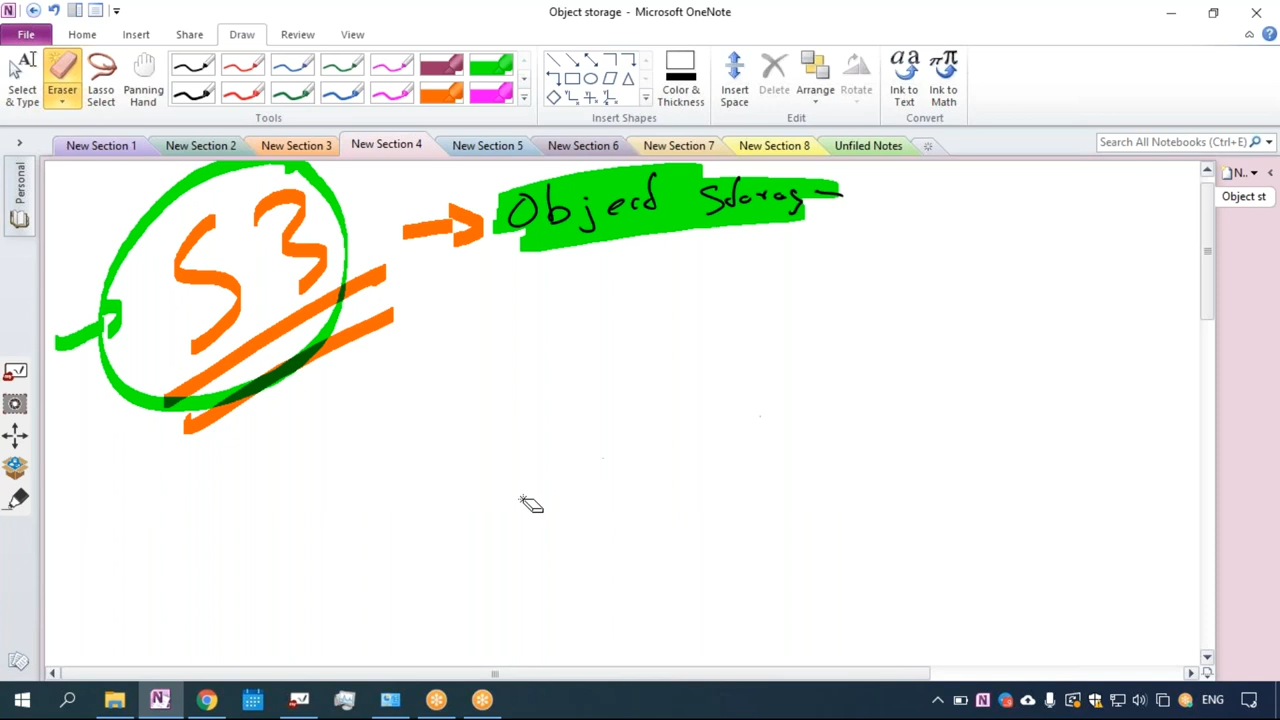 Object storage - Microsoft OneNote
File Home Insert Share Draw Review View
Select & Type
Eraser
Lasso Select
Panning Hand
Tools
Insert Shapes
Color & Thickness
Insert Space
Delete
Arrange
Rotate
Edit
Ink to Text
Ink to Math
Convert
New Section 1 New Section 2 New Section 3 New Section 4 New Section 5 New Section 6 New Section 7 New Section 8 Unfiled Notes
Search All Notebooks (Ctrl+E)
Personal
N..
Object st
S3 → Object Storag
ENG